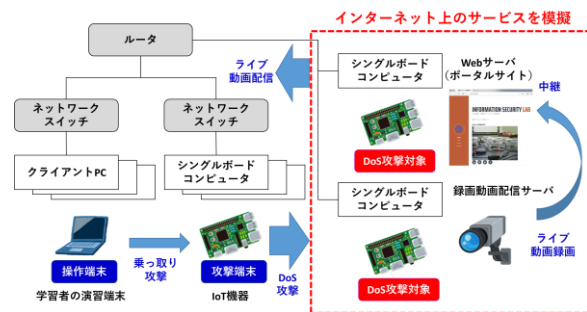 インターネット上のサービスを模擬
ルータ
ライブ
動画配信
シングルボード
コンピュータ
Webサーバ
(ポータルサイト)
中継
INFORMATION SECURITY LAB
ネットワーク
スイッチ
ネットワーク
スイッチ
DoS攻撃対象
クライアントPC
シングルボード
コンピュータ
シングルボード
コンピュータ
録画動画配信サーバ
操作端末
乗っ取り
攻撃
攻撃端末
DoS
攻撃
ライブ
動画録画
DoS攻撃対象
学習者の演習端末
IoT機器